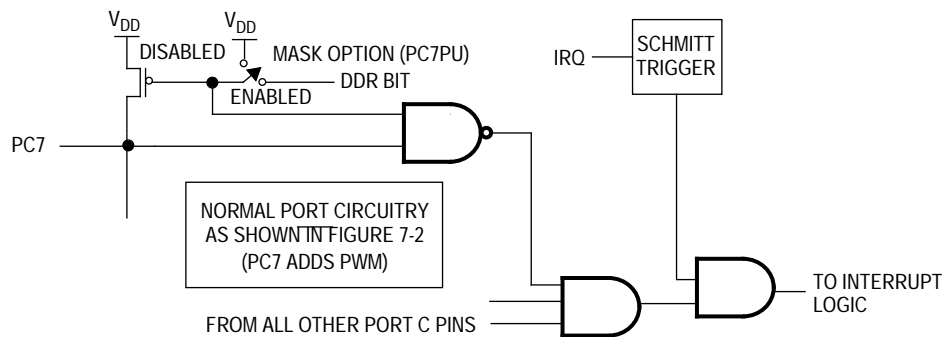 VDD
VDD
DISABLED
MASK OPTION (PC7PU)
DDR BIT
ENABLED
IRQ
SCHMITT
TRIGGER
PC7
NORMAL PORT CIRCUITRY
AS SHOWN IN FIGURE 7-2
(PC7 ADDS PWM)
TO INTERRUPT
LOGIC
FROM ALL OTHER PORT C PINS